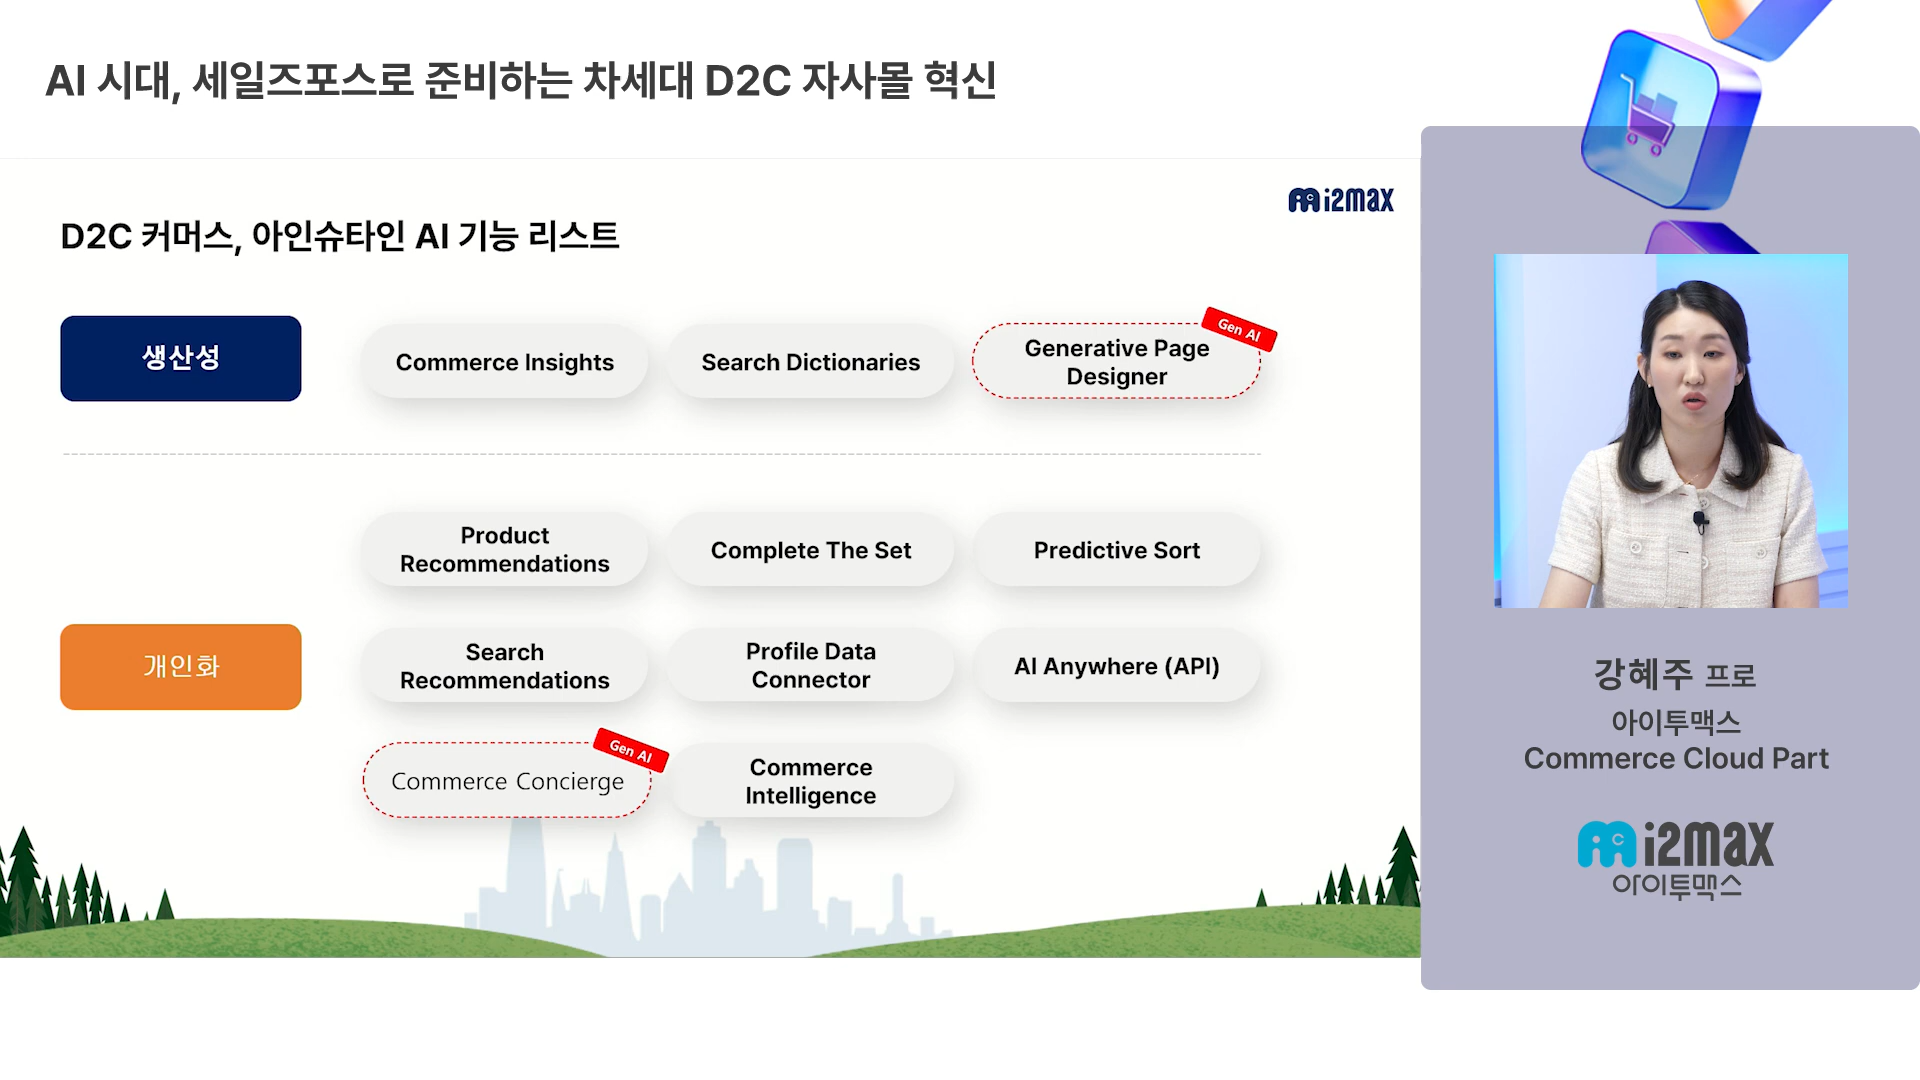 AI 시대, 세일즈포스로 준비하는 차세대 D2C 자사몰 혁신
i2max
D2C 커머스, 아인슈타인 AI 기능 리스트
생산성
Commerce Insights
Search Dictionaries
Generative Page
Designer
Gen AI
개인화
Product
Recommendations
Complete The Set
Predictive Sort
Search
Recommendations
Profile Data
Connector
AI Anywhere (API)
Commerce Concierge
Gen AI
Commerce
Intelligence
강혜주 프로
아이투맥스
Commerce Cloud Part
i2max
아이투맥스